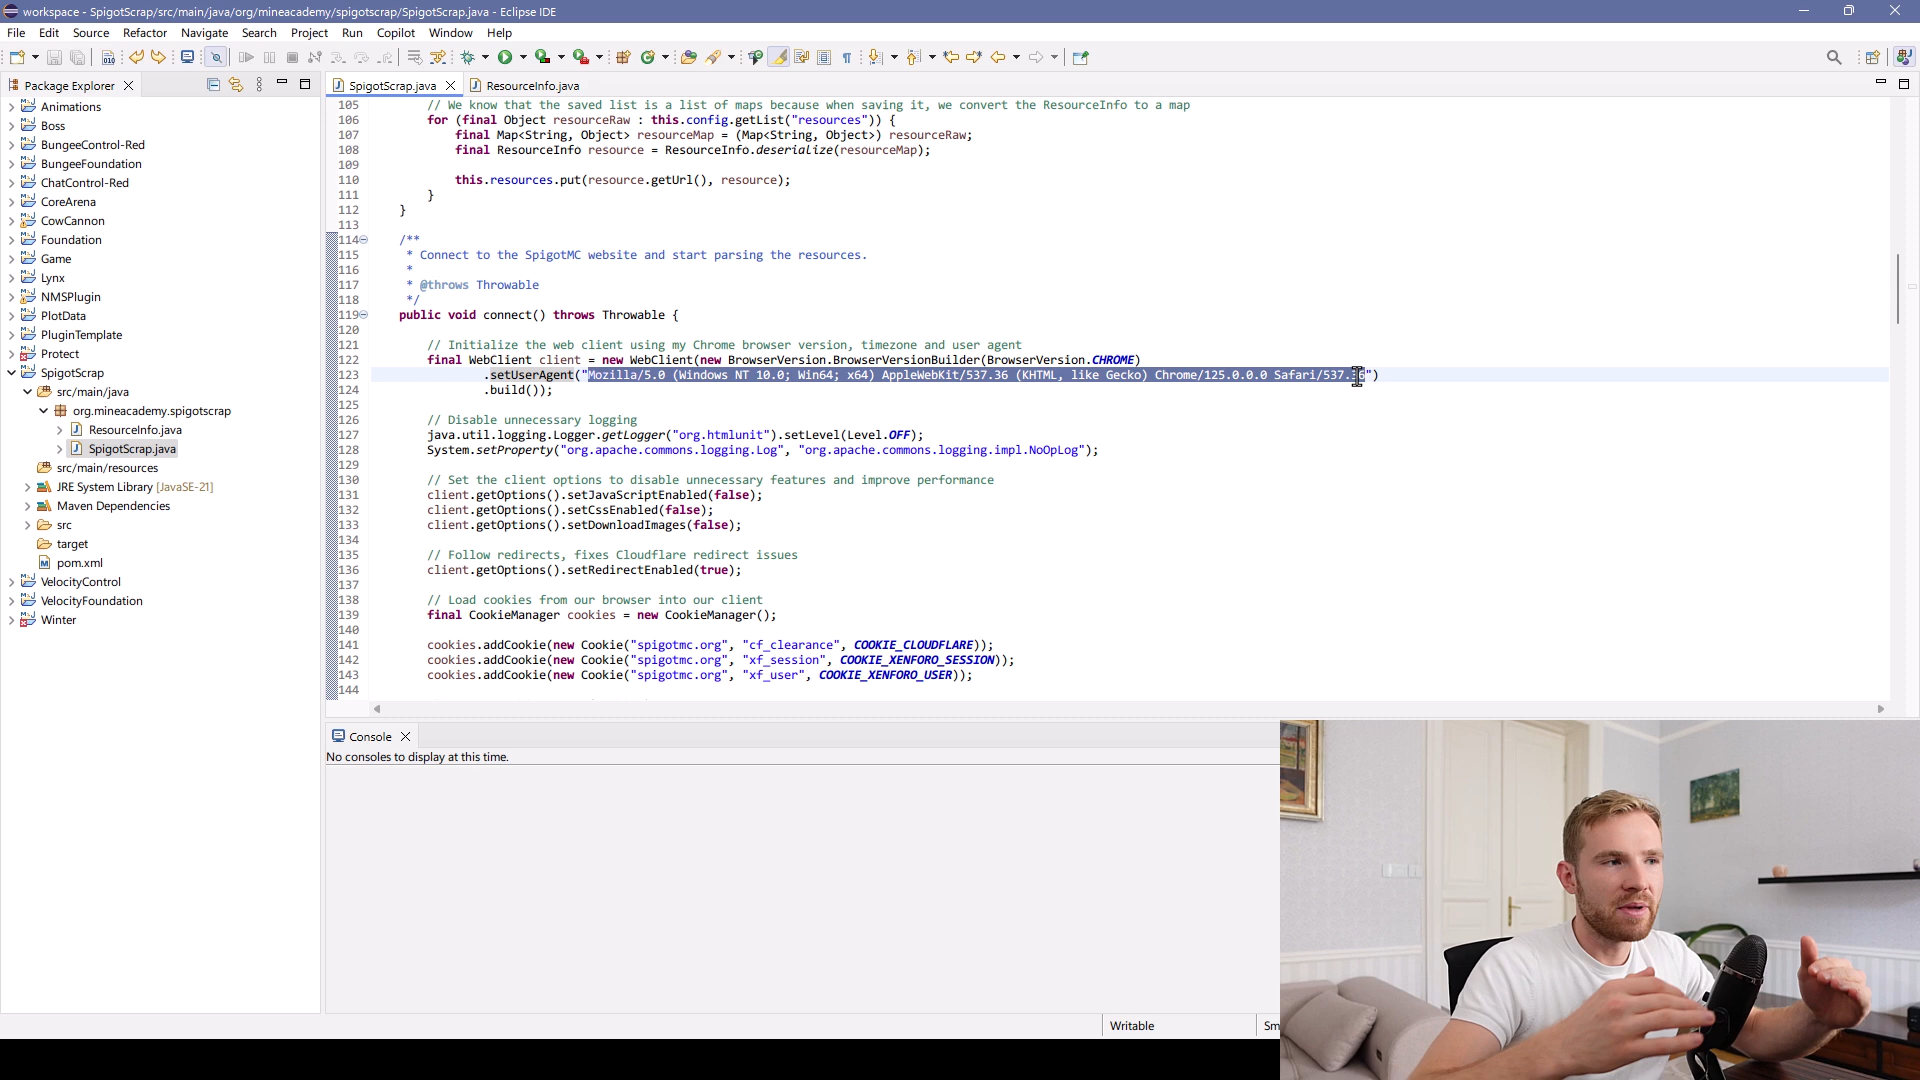 workspace - SpigotScrap/src/main/java/org/mineacademy/spigotscrap/SpigotScrap.java - Eclipse IDE
File Edit Source Refactor Navigate Search Project Run Copilot Window Help
Package Explorer
SpigotScrap.java
ResourceInfo.java
Animations
Boss
BungeeControl-Red
BungeeFoundation
ChatControl-Red
CoreArena
CowCannon
Foundation
Game
Lynx
NMSPlugin
PlotData
PluginTemplate
Protect
SpigotScrap
src/main/java
org.mineacademy.spigotscrap
ResourceInfo.java
SpigotScrap.java
src/main/resources
JRE System Library [JavaSE-21]
Maven Dependencies
src
target
pom.xml
VelocityControl
VelocityFoundation
Winter
105 // We know that the saved list is a list of maps because when saving it, we convert the ResourceInfo to a map
106 for (final Object resourceRaw : this.config.getList("resources")) {
107 final Map<String, Object> resourceMap = (Map<String, Object>) resourceRaw;
108 final ResourceInfo resource = ResourceInfo.deserialize(resourceMap);
109
110 this.resources.put(resource.getUrl(), resource);
111 }
112 }
113
114 /**
115 * Connect to the SpigotMC website and start parsing the resources.
116 *
117 * @throws Throwable
118 */
119 public void connect() throws Throwable {
120
121 // Initialize the web client using my Chrome browser version, timezone and user agent
122 final WebClient client = new WebClient(new BrowserVersion.BrowserVersionBuilder(BrowserVersion.CHROME)
123 .setUserAgent("Mozilla/5.0 (Windows NT 10.0; Win64; x64) AppleWebKit/537.36 (KHTML, like Gecko) Chrome/125.0.0.0 Safari/537.36")
124 .build());
125
126 // Disable unnecessary logging
127 java.util.logging.Logger.getLogger("org.htmlunit").setLevel(Level.OFF);
128 System.setProperty("org.apache.commons.logging.Log", "org.apache.commons.logging.impl.NoOpLog");
129
130 // Set the client options to disable unnecessary features and improve performance
131 client.getOptions().setJavaScriptEnabled(false);
132 client.getOptions().setCssEnabled(false);
133 client.getOptions().setDownloadImages(false);
134
135 // Follow redirects, fixes Cloudflare redirect issues
136 client.getOptions().setRedirectEnabled(true);
137
138 // Load cookies from our browser into our client
139 final CookieManager cookies = new CookieManager();
140
141 cookies.addCookie(new Cookie("spigotmc.org", "cf_clearance", COOKIE_CLOUDFLARE));
142 cookies.addCookie(new Cookie("spigotmc.org", "xf_session", COOKIE_XENFORO_SESSION));
143 cookies.addCookie(new Cookie("spigotmc.org", "xf_user", COOKIE_XENFORO_USER));
144
Console
No consoles to display at this time.
Writable
Sm